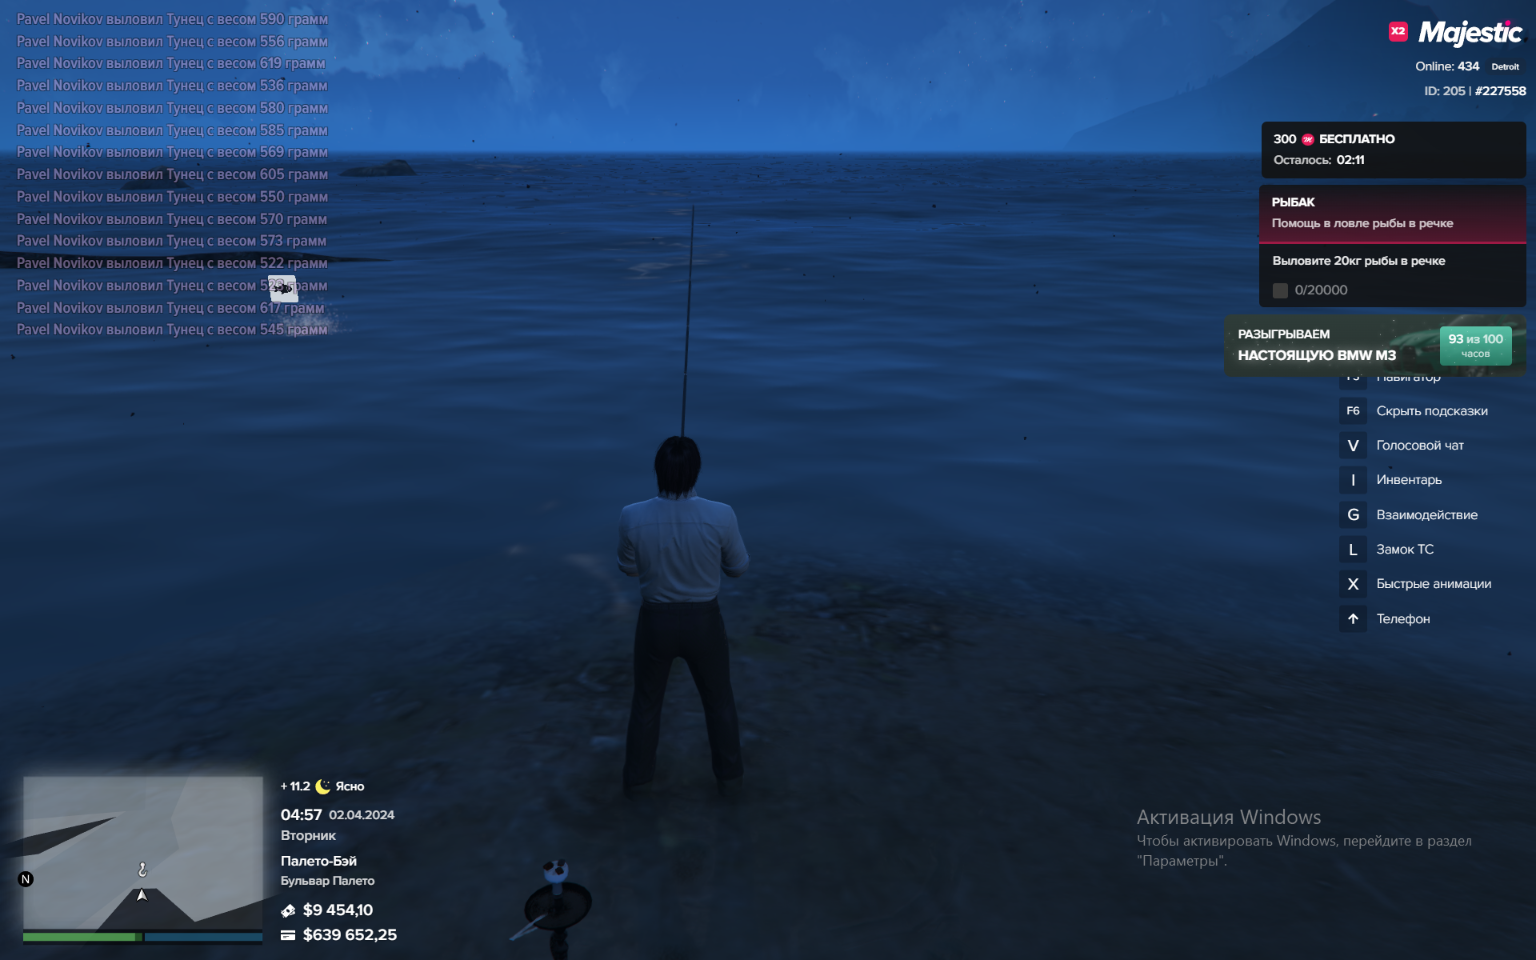 Pavel Novikov выловил Тунец с весом 590 грамм
Pavel Novikov выловил Тунец с весом 556 грамм
Pavel Novikov выловил Тунец с весом 619 грамм
Pavel Novikov выловил Тунец с весом 536 грамм
Pavel Novikov выловил Тунец с весом 580 грамм
Pavel Novikov выловил Тунец с весом 585 грамм
Pavel Novikov выловил Тунец с весом 569 грамм
Pavel Novikov выловил Тунец с весом 605 грамм
Pavel Novikov выловил Тунец с весом 550 грамм
Pavel Novikov выловил Тунец с весом 570 грамм
Pavel Novikov выловил Тунец с весом 573 грамм
Pavel Novikov выловил Тунец с весом 522 грамм
Pavel Novikov выловил Тунец с весом грамм
Pavel Novikov выловил Тунец с весом 617 грамм
Pavel Novikov выловил Тунец с весом 545 грамм
X2 Majestic
Online: 434 Detroit
ID: 205 | #227558
300 БЕСПЛАТНО
Осталось: 02:11
РЫБАК
Помощь в ловле рыбы в речке
Выловите 20кг рыбы в речке
0/20000
РАЗЫГРЫВАЕМ
НАСТОЯЩУЮ BMW M3
93 из 100
часов
Навигатор
F6 Скрыть подсказки
V Голосовой чат
I Инвентарь
G Взаимодействие
L Замок ТС
X Быстрые анимации
Телефон
+11.2 Ясно
04:57 02.04.2024
Вторник
Палето-Бэй
Бульвар Палето
$9 454,10
$639 652,25
N
Активация Windows
Чтобы активировать Windows, перейдите в раздел
"Параметры".